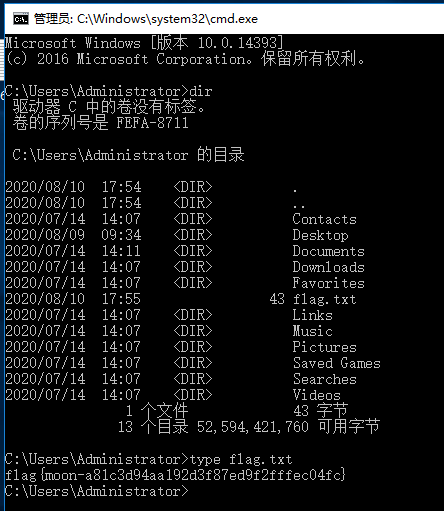 管理员: C:\Windows\system32\cmd.exe
Microsoft Windows [版本 10.0.14393]
(c) 2016 Microsoft Corporation。保留所有权利。
C:\Users\Administrator>dir
驱动器 C 中的卷没有标签。
卷的序列号是 FEFA-8711
C:\Users\Administrator 的目录
2020/08/10  17:54    <DIR>          .
2020/08/10  17:54    <DIR>          ..
2020/07/14  14:07    <DIR>          Contacts
2020/08/09  09:34    <DIR>          Desktop
2020/07/14  14:11    <DIR>          Documents
2020/07/14  14:07    <DIR>          Downloads
2020/07/14  14:07    <DIR>          Favorites
2020/08/10  17:55                43 flag.txt
2020/07/14  14:07    <DIR>          Links
2020/07/14  14:07    <DIR>          Music
2020/07/14  14:07    <DIR>          Pictures
2020/07/14  14:07    <DIR>          Saved Games
2020/07/14  14:07    <DIR>          Searches
2020/07/14  14:07    <DIR>          Videos
1 个文件             43 字节
13 个目录 52,594,421,760 可用字节
C:\Users\Administrator>type flag.txt
flag{moon-a81c3d94aa192d3f87ed9f2fffec04fc}
C:\Users\Administrator>